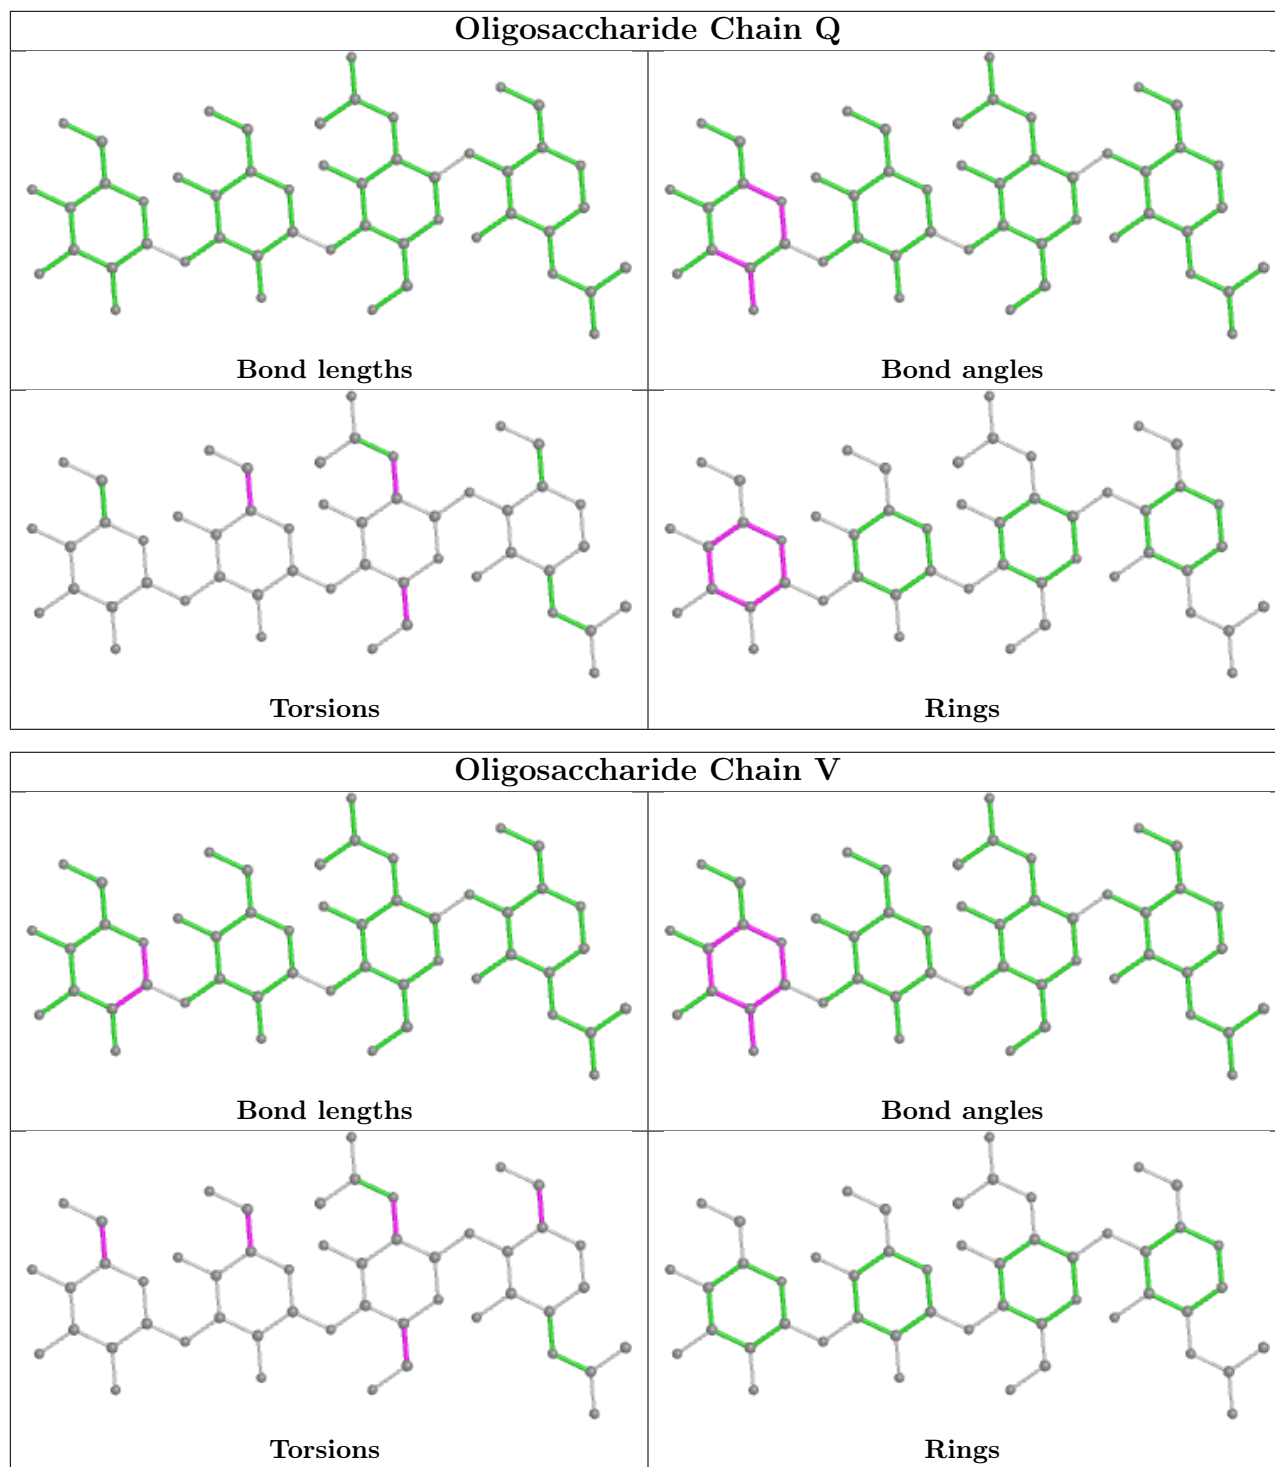 Oligosaccharide Chain Q
Bond lengths
Bond angles
Torsions
Rings
Oligosaccharide Chain V
Bond lengths
Bond angles
Torsions
Rings